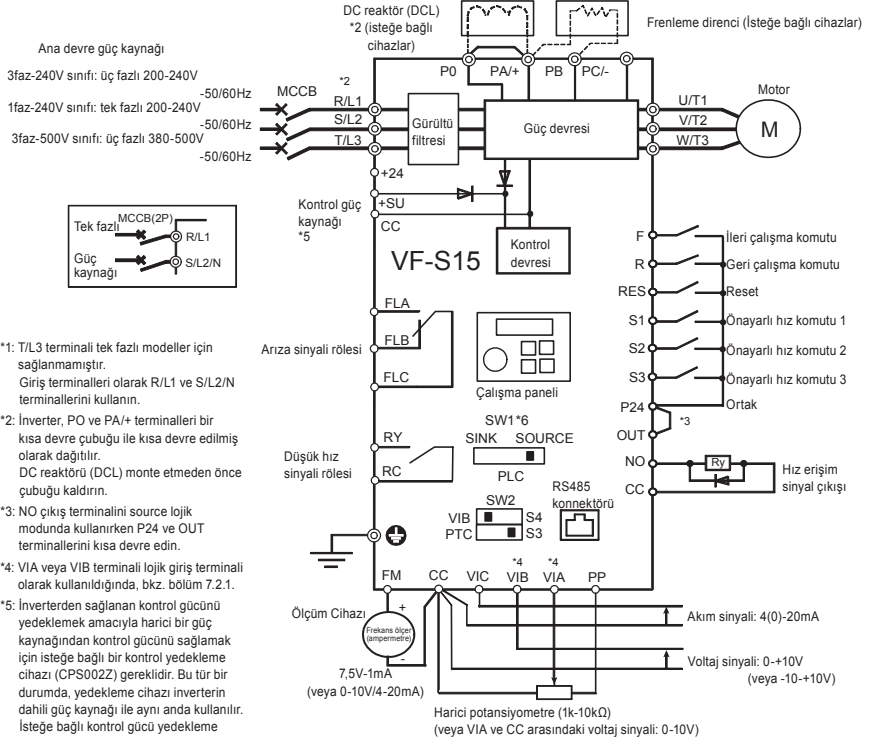 DC reaktör (DCL)
*2 (isteğe bağlı
cihazlar)
Frenleme direnci (İsteğe bağlı cihazlar)
Ana devre güç kaynağı
3faz-240V sınıfı: üç fazlı 200-240V
-50/60Hz
1faz-240V sınıfı: tek fazlı 200-240V
-50/60Hz
3faz-500V sınıfı: üç fazlı 380-500V
-50/60Hz
MCCB
*2
R/L1
S/L2
T/L3
P0
PA/+
PB
PC/-
Gürültü
filtresi
Güç devresi
U/T1
V/T2
W/T3
Motor
M
+24
+SU
CC
Kontrol güç
kaynağı
*5
VF-S15
Kontrol
devresi
Tek fazlı
MCCB(2P)
R/L1
Güç
kaynağı
S/L2/N
F
İleri çalışma komutu
R
Geri çalışma komutu
RES
Reset
S1
Önayarlı hız komutu 1
S2
Önayarlı hız komutu 2
S3
Önayarlı hız komutu 3
P24
Ortak
*3
OUT
NO
Ry
CC
Hız erişim
sinyal çıkışı
FLA
FLB
FLC
Arıza sinyali rölesi
Çalışma paneli
SW1*6
SINK SOURCE
PLC
RY
RC
Düşük hız
sinyali rölesi
SW2
VIB
S4
PTC
S3
RS485
konnektörü
*1: T/L3 terminali tek fazlı modeller için
sağlanmamıştır.
Giriş terminalleri olarak R/L1 ve S/L2/N
terminallerini kullanın.
*2: İnverter, PO ve PA/+ terminalleri bir
kısa devre çubuğu ile kısa devre edilmiş
olarak dağıtılır.
DC reaktörü (DCL) monte etmeden önce
çubuğu kaldırın.
*3: NO çıkış terminalini source lojik
modunda kullanırken P24 ve OUT
terminallerini kısa devre edin.
*4: VIA veya VIB terminali lojik giriş terminali
olarak kullanıldığında, bkz. bölüm 7.2.1.
*5: İnverterden sağlanan kontrol gücünü
yedeklemek amacıyla harici bir güç
kaynağından kontrol gücünü sağlamak
için isteğe bağlı bir kontrol yedekleme
cihazı (CPS002Z) gereklidir. Bu tür bir
durumda, yedekleme cihazı inverterin
dahili güç kaynağı ile aynı anda kullanılır.
İsteğe bağlı kontrol gücü yedekleme
FM
CC
VIC
*4
VIB
*4
VIA
PP
Ölçüm Cihazı
+
Frekans ölçer
(ampermetre)
-
7,5V-1mA
(veya 0-10V/4-20mA)
Akım sinyali: 4(0)-20mA
Voltaj sinyali: 0-+10V
(veya -10-+10V)
Harici potansiyometre (1k-10kΩ)
(veya VIA ve CC arasındaki voltaj sinyali: 0-10V)